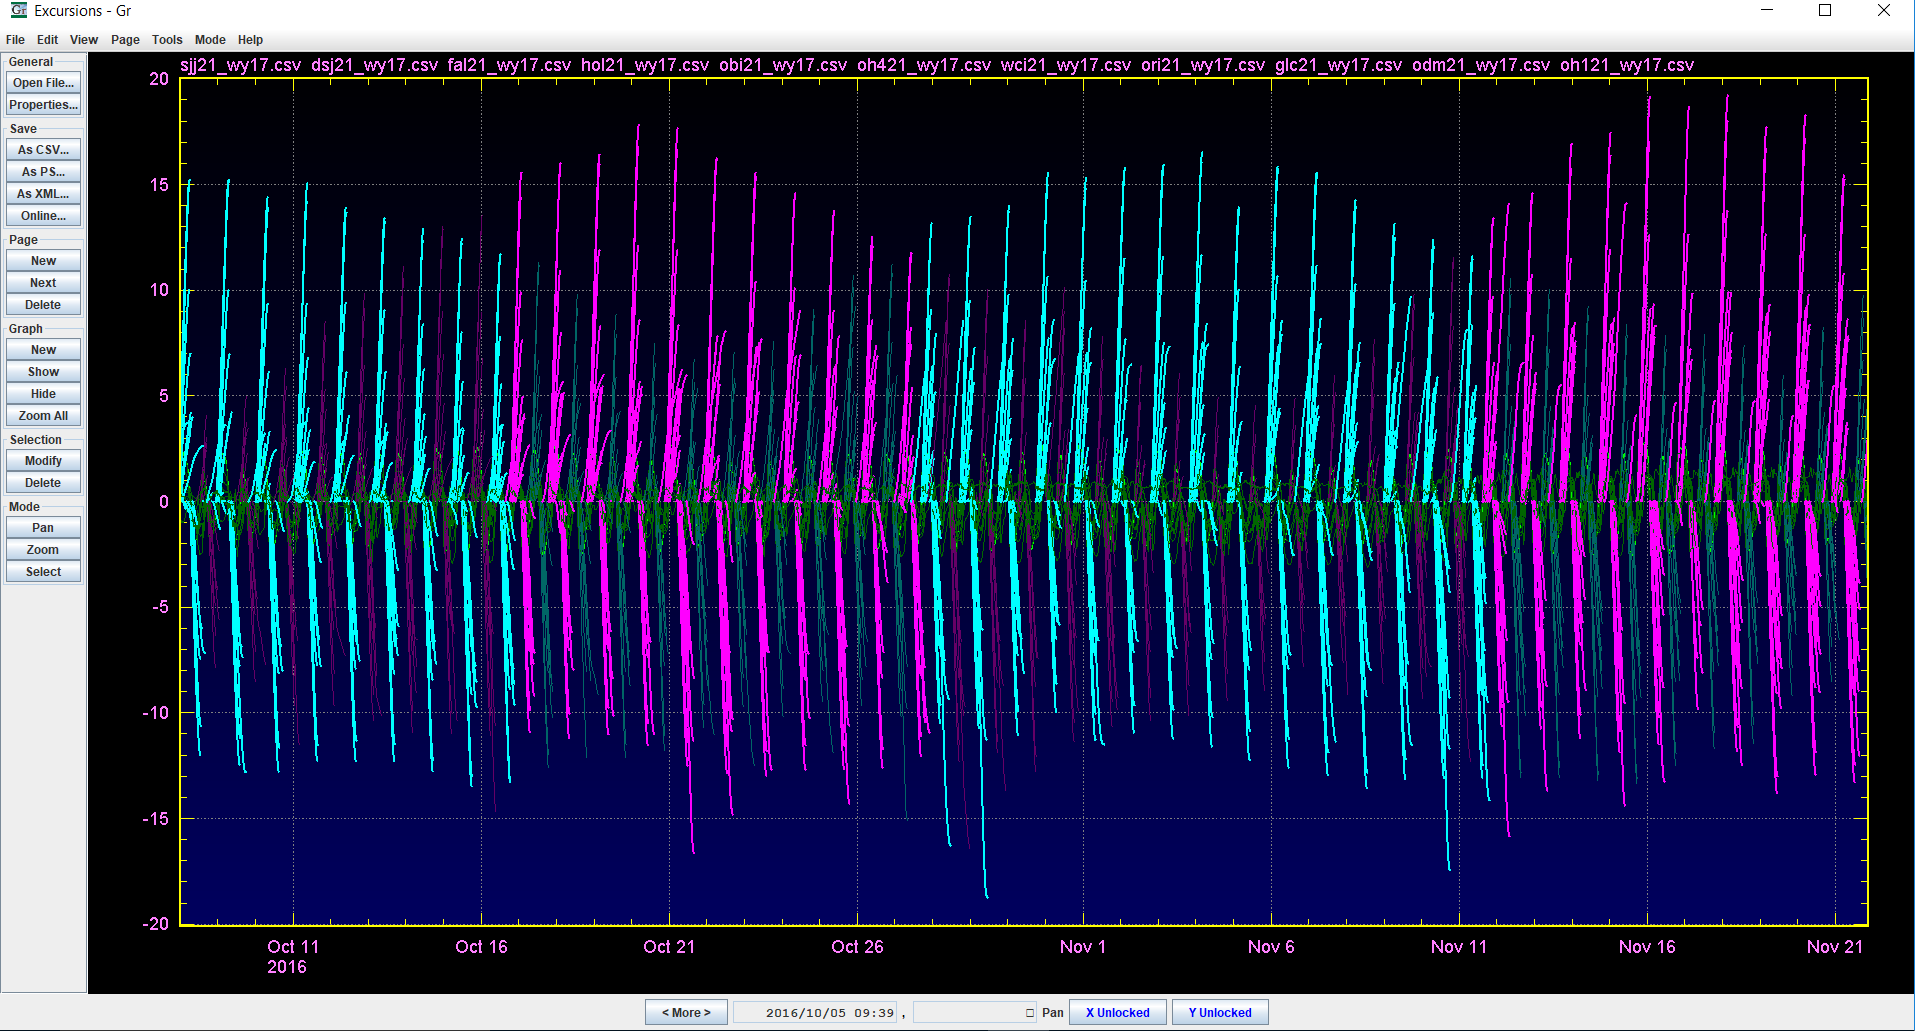 Gr Excursions - Gr
File Edit View Page Tools Mode Help
General
Open File...
Properties...
Save
As CSV...
As PS...
As XML...
Online...
Page
New
Next
Delete
Graph
New
Show
Hide
Zoom All
Selection
Modify
Delete
Mode
Pan
Zoom
Select
sjj21_wy17.csv dsj21_wy17.csv fal21_wy17.csv hol21_wy17.csv obi21_wy17.csv oh421_wy17.csv wci21_wy17.csv ori21_wy17.csv glc21_wy17.csv odm21_wy17.csv oh121_wy17.csv
20
15
10
5
0
-5
-10
-15
-20
Oct 11 Oct 16 Oct 21 Oct 26 Nov 1 Nov 6 Nov 11 Nov 16 Nov 21
2016
< More > 2016/10/05 09:39 , Pan X Unlocked Y Unlocked